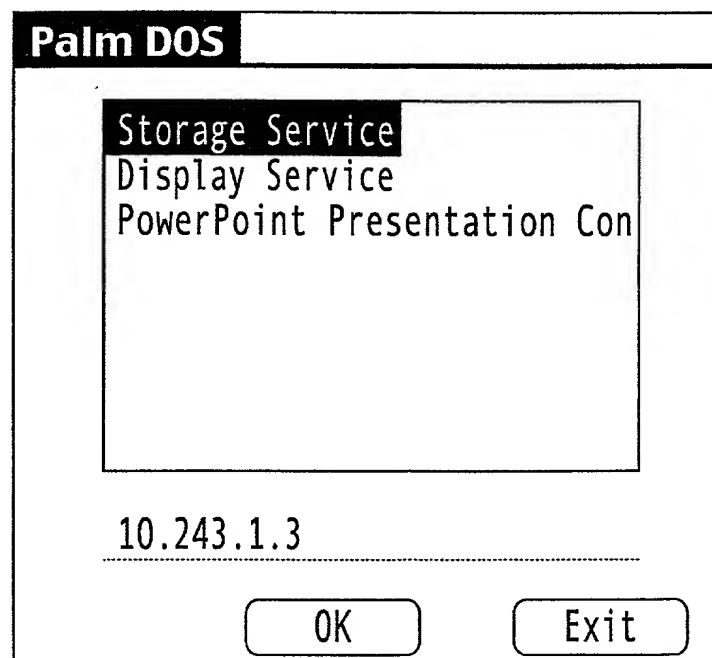 Palm DOS
Storage Service
Display Service
PowerPoint Presentation Con
10.243.1.3
OK
Exit